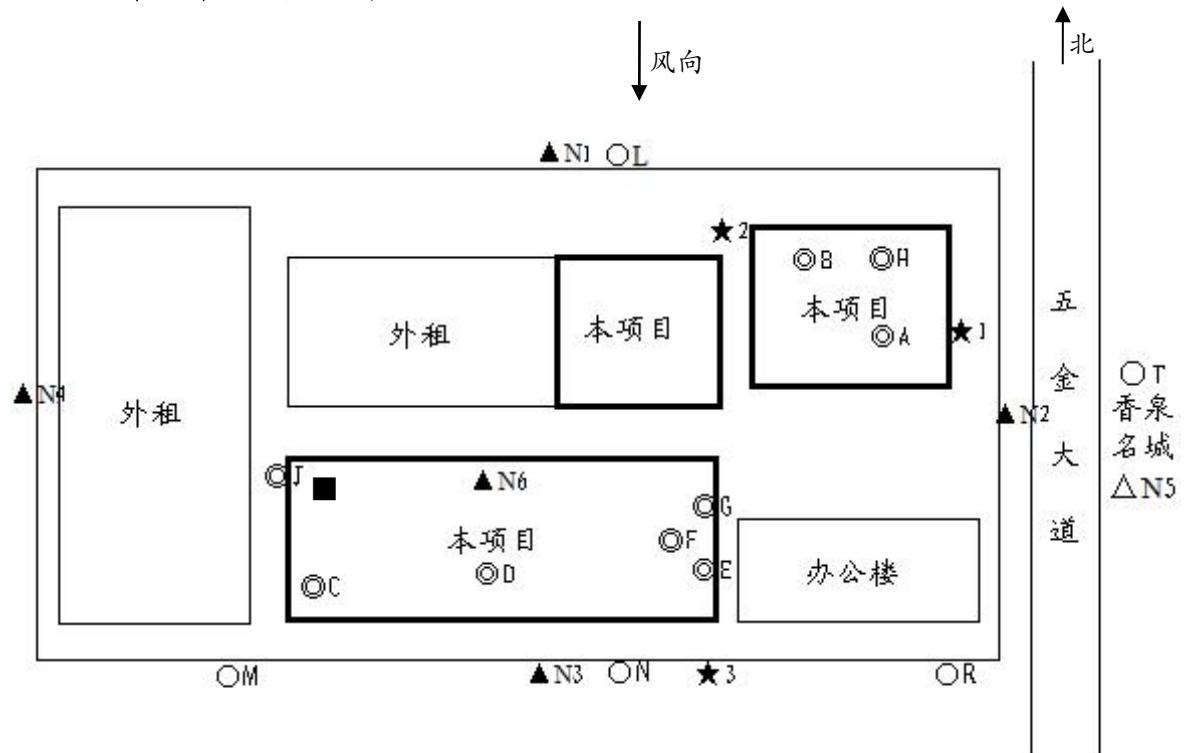 北
风向
▲N1 ○L
★2
◎B ◎H
本项目
◎A
★1
外租
本项目
五金大道
○T
香泉
名城
△N5
▲N4
外租
▲N2
◎J
■
▲N6
◎G
本项目
◎F
◎E
◎D
◎C
办公楼
○M
▲N3 ○N ★3
○R